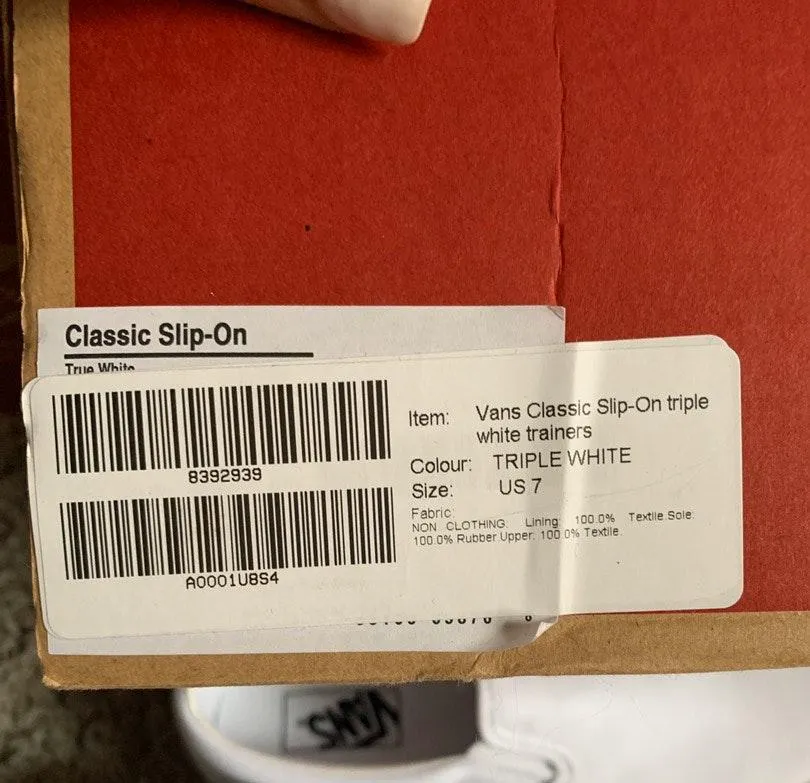 Classic Slip-On
True White
8392939
A0001U8S4
Item: Vans Classic Slip-On triple
white trainers
Colour: TRIPLE WHITE
Size: US 7
Fabric:
NON CLOTHING: Lining: 100.0% Textile.Sole:
100.0% Rubber.Upper: 100.0% Textile.
VANS